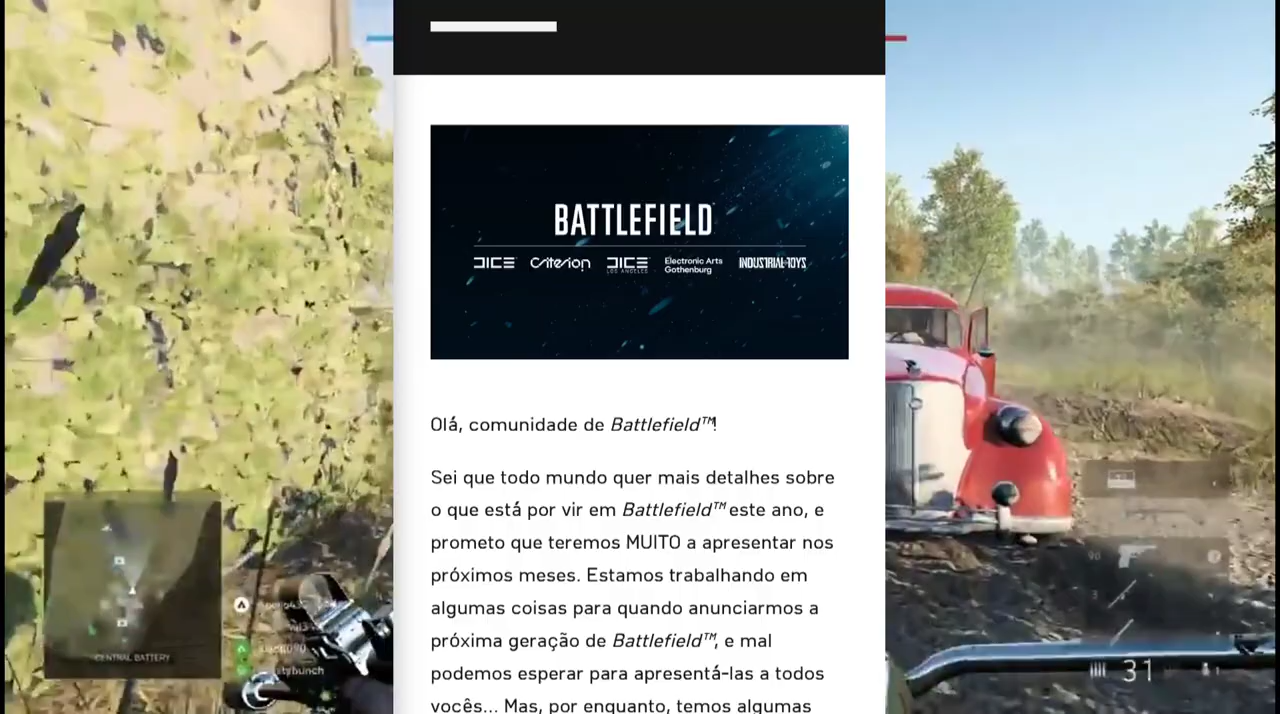 BATTLEFIELD
DICE Criterion DICE LOS ANGELES Electronic Arts Gothenburg INDUSTRIAL TOYS
Olá, comunidade de Battlefield™!
Sei que todo mundo quer mais detalhes sobre
o que está por vir em Battlefield™ este ano, e
prometo que teremos MUITO a apresentar nos
próximos meses. Estamos trabalhando em
algumas coisas para quando anunciarmos a
próxima geração de Battlefield™, e mal
podemos esperar para apresentá-las a todos
vocês... Mas, por enquanto, temos algumas
CENTRAL BATTERY
90
3
31
1